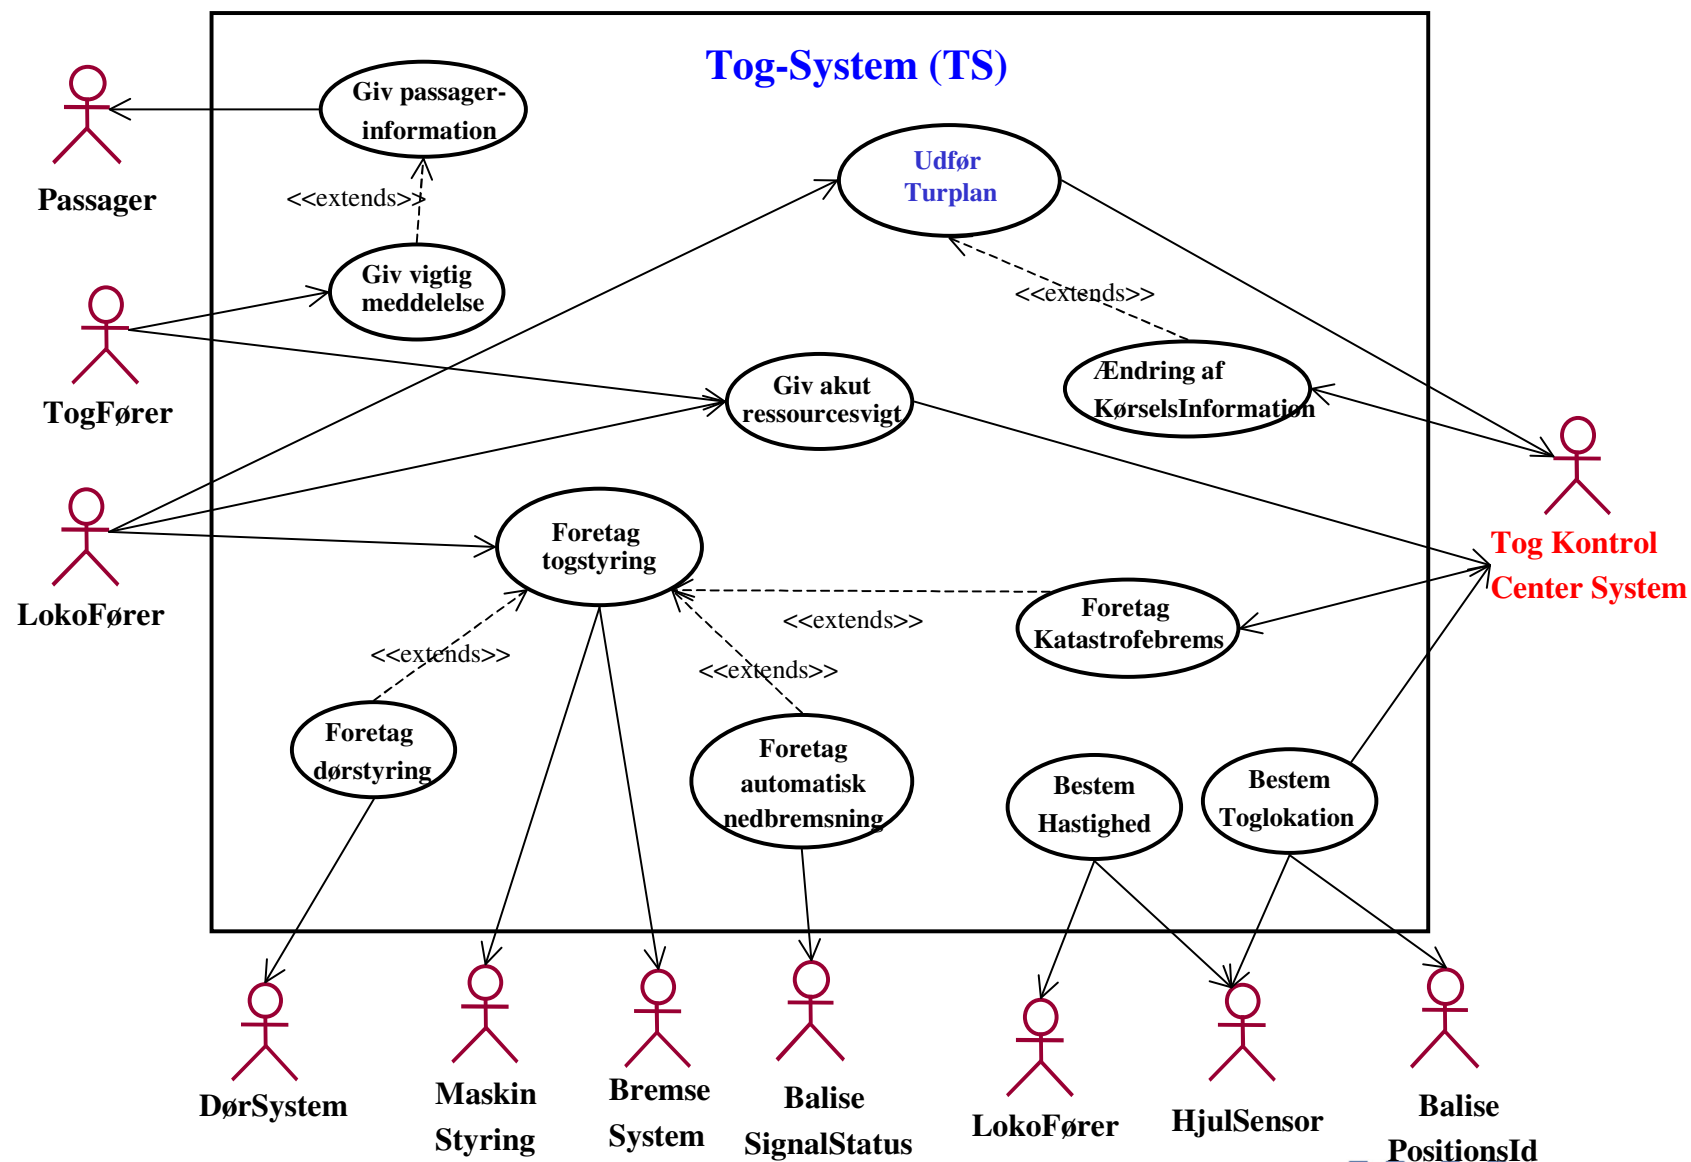 Tog-System (TS)
Giv passager-
information
Passager
<<extends>>
Udfør
Turplan
Giv vigtig
meddelelse
<<extends>>
TogFører
Giv akut
ressourcesvigt
Ændring af
KørselsInformation
LokoFører
Foretag
togstyring
Tog Kontrol
Center System
<<extends>>
Foretag
Katastrofebrems
<<extends>>
<<extends>>
Foretag
dørstyring
Foretag
automatisk
nedbremsning
Bestem
Hastighed
Bestem
Toglokation
DørSystem
Maskin
Styring
Bremse
System
Balise
SignalStatus
LokoFører
HjulSensor
Balise
PositionsId